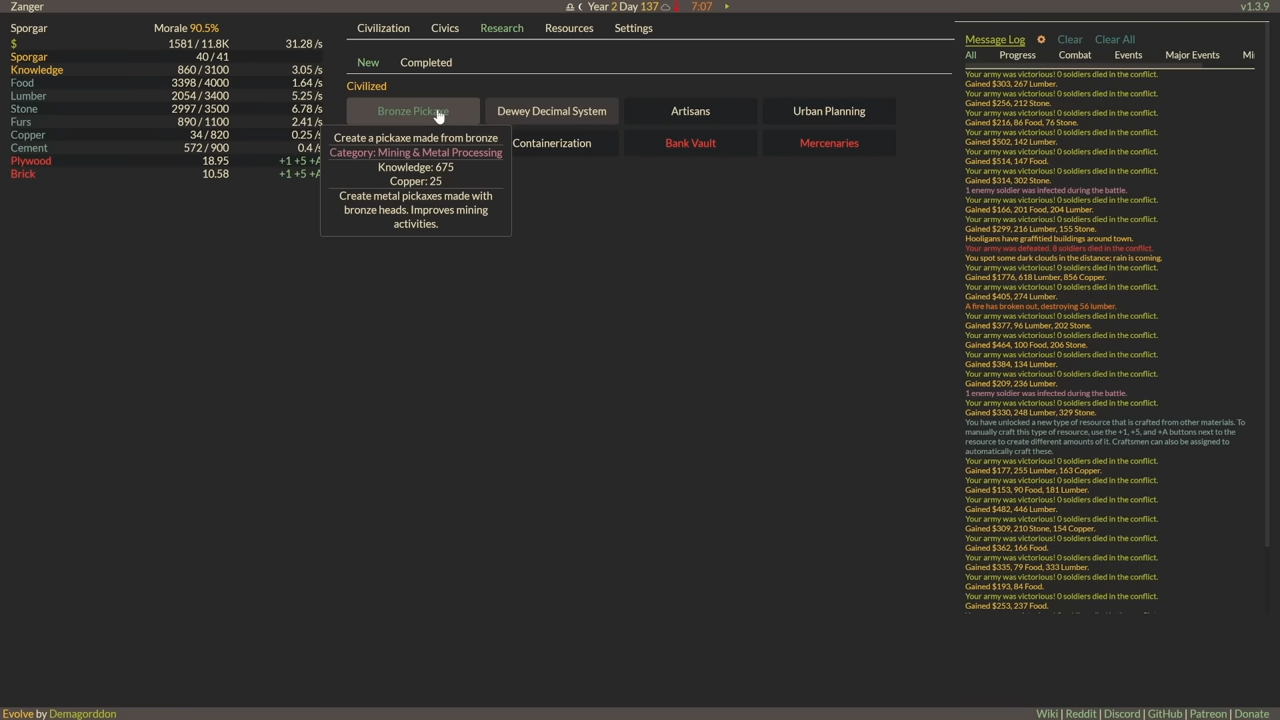 Zanger
Year 2 Day 137
7:07
v1.3.9
Sporgar
Morale 90.5%
$ 1581 / 11.8K 31.28 /s
Sporgar 40 / 41
Knowledge 860 / 3100 3.05 /s
Food 3398 / 4000 1.64 /s
Lumber 2054 / 3400 5.25 /s
Stone 2997 / 3500 6.78 /s
Furs 890 / 1100 2.41 /s
Copper 34 / 820 0.25 /s
Cement 572 / 900 0.4 /s
Plywood 18.95 +1 +5 +A
Brick 10.58 +1 +5 +A
Civilization Civics Research Resources Settings
New Completed
Civilized
Bronze Pickaxe Dewey Decimal System Artisans Urban Planning
Containerization Bank Vault Mercenaries
Create a pickaxe made from bronze
Category: Mining & Metal Processing
Knowledge: 675
Copper: 25
Create metal pickaxes made with
bronze heads. Improves mining
activities.
Message Log Clear Clear All
All Progress Combat Events Major Events Mi
Your army was victorious! 0 soldiers died in the conflict.
Gained $303, 267 Lumber.
Your army was victorious! 0 soldiers died in the conflict.
Gained $256, 212 Stone.
Your army was victorious! 0 soldiers died in the conflict.
Gained $216, 86 Food, 76 Stone.
Your army was victorious! 0 soldiers died in the conflict.
Gained $502, 142 Lumber.
Your army was victorious! 0 soldiers died in the conflict.
Gained $514, 147 Food.
Your army was victorious! 0 soldiers died in the conflict.
Gained $314, 302 Stone.
1 enemy soldier was infected during the battle.
Your army was victorious! 0 soldiers died in the conflict.
Gained $166, 201 Food, 204 Lumber.
Your army was victorious! 0 soldiers died in the conflict.
Gained $299, 216 Lumber, 155 Stone.
Hooligans have graffitied buildings around town.
Your army was defeated. 8 soldiers died in the conflict.
You spot some dark clouds in the distance; rain is coming.
Your army was victorious! 0 soldiers died in the conflict.
Gained $1776, 618 Lumber, 856 Copper.
Your army was victorious! 0 soldiers died in the conflict.
Gained $405, 274 Lumber.
A fire has broken out, destroying 56 lumber.
Your army was victorious! 0 soldiers died in the conflict.
Gained $377, 96 Lumber, 202 Stone.
Your army was victorious! 0 soldiers died in the conflict.
Gained $464, 100 Food, 206 Stone.
Your army was victorious! 0 soldiers died in the conflict.
Gained $384, 134 Lumber.
Your army was victorious! 0 soldiers died in the conflict.
Gained $209, 236 Lumber.
1 enemy soldier was infected during the battle.
Your army was victorious! 0 soldiers died in the conflict.
Gained $330, 248 Lumber, 329 Stone.
You have unlocked a new type of resource that is crafted from other materials. To
manually craft this type of resource, use the +1, +5, and +A buttons next to the
resource to create different amounts of it. Craftsmen can also be assigned to
automatically craft these.
Your army was victorious! 0 soldiers died in the conflict.
Gained $177, 255 Lumber, 163 Copper.
Your army was victorious! 0 soldiers died in the conflict.
Gained $153, 90 Food, 181 Lumber.
Your army was victorious! 0 soldiers died in the conflict.
Gained $482, 446 Lumber.
Your army was victorious! 0 soldiers died in the conflict.
Gained $309, 210 Stone, 154 Copper.
Your army was victorious! 0 soldiers died in the conflict.
Gained $362, 166 Food.
Your army was victorious! 0 soldiers died in the conflict.
Gained $335, 79 Food, 333 Lumber.
Your army was victorious! 0 soldiers died in the conflict.
Gained $193, 84 Food.
Your army was victorious! 0 soldiers died in the conflict.
Gained $253, 237 Food.
Evolve by Demagorddon
Wiki | Reddit | Discord | GitHub | Patreon | Donate